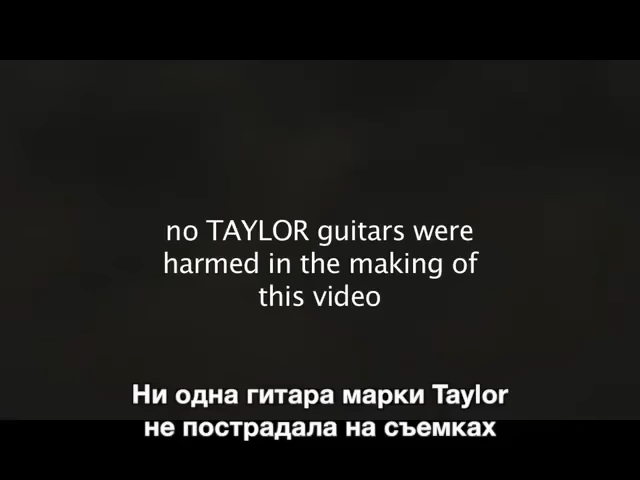 no TAYLOR guitars were
harmed in the making of
this video
Ни одна гитара марки Taylor
не пострадала на съемках